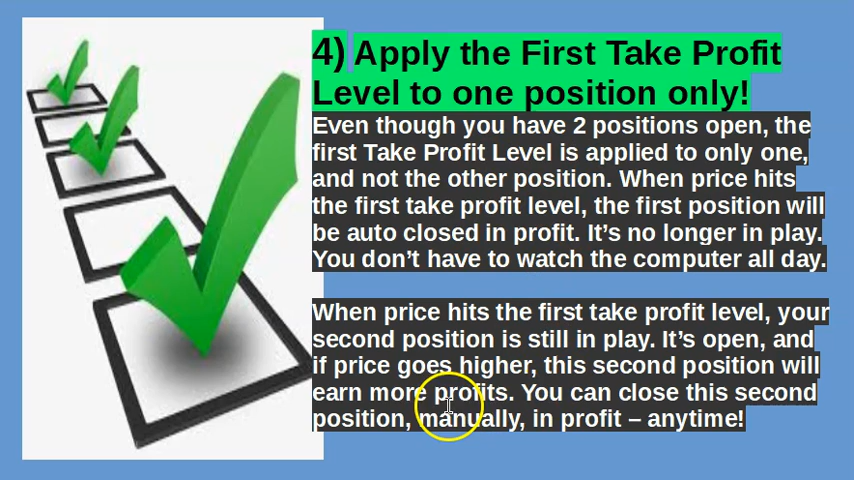 4) Apply the First Take Profit
Level to one position only!
Even though you have 2 positions open, the
first Take Profit Level is applied to only one,
and not the other position. When price hits
the first take profit level, the first position will
be auto closed in profit. It’s no longer in play.
You don’t have to watch the computer all day.
When price hits the first take profit level, your
second position is still in play. It’s open, and
if price goes higher, this second position will
earn more profits. You can close this second
position, manually, in profit – anytime!